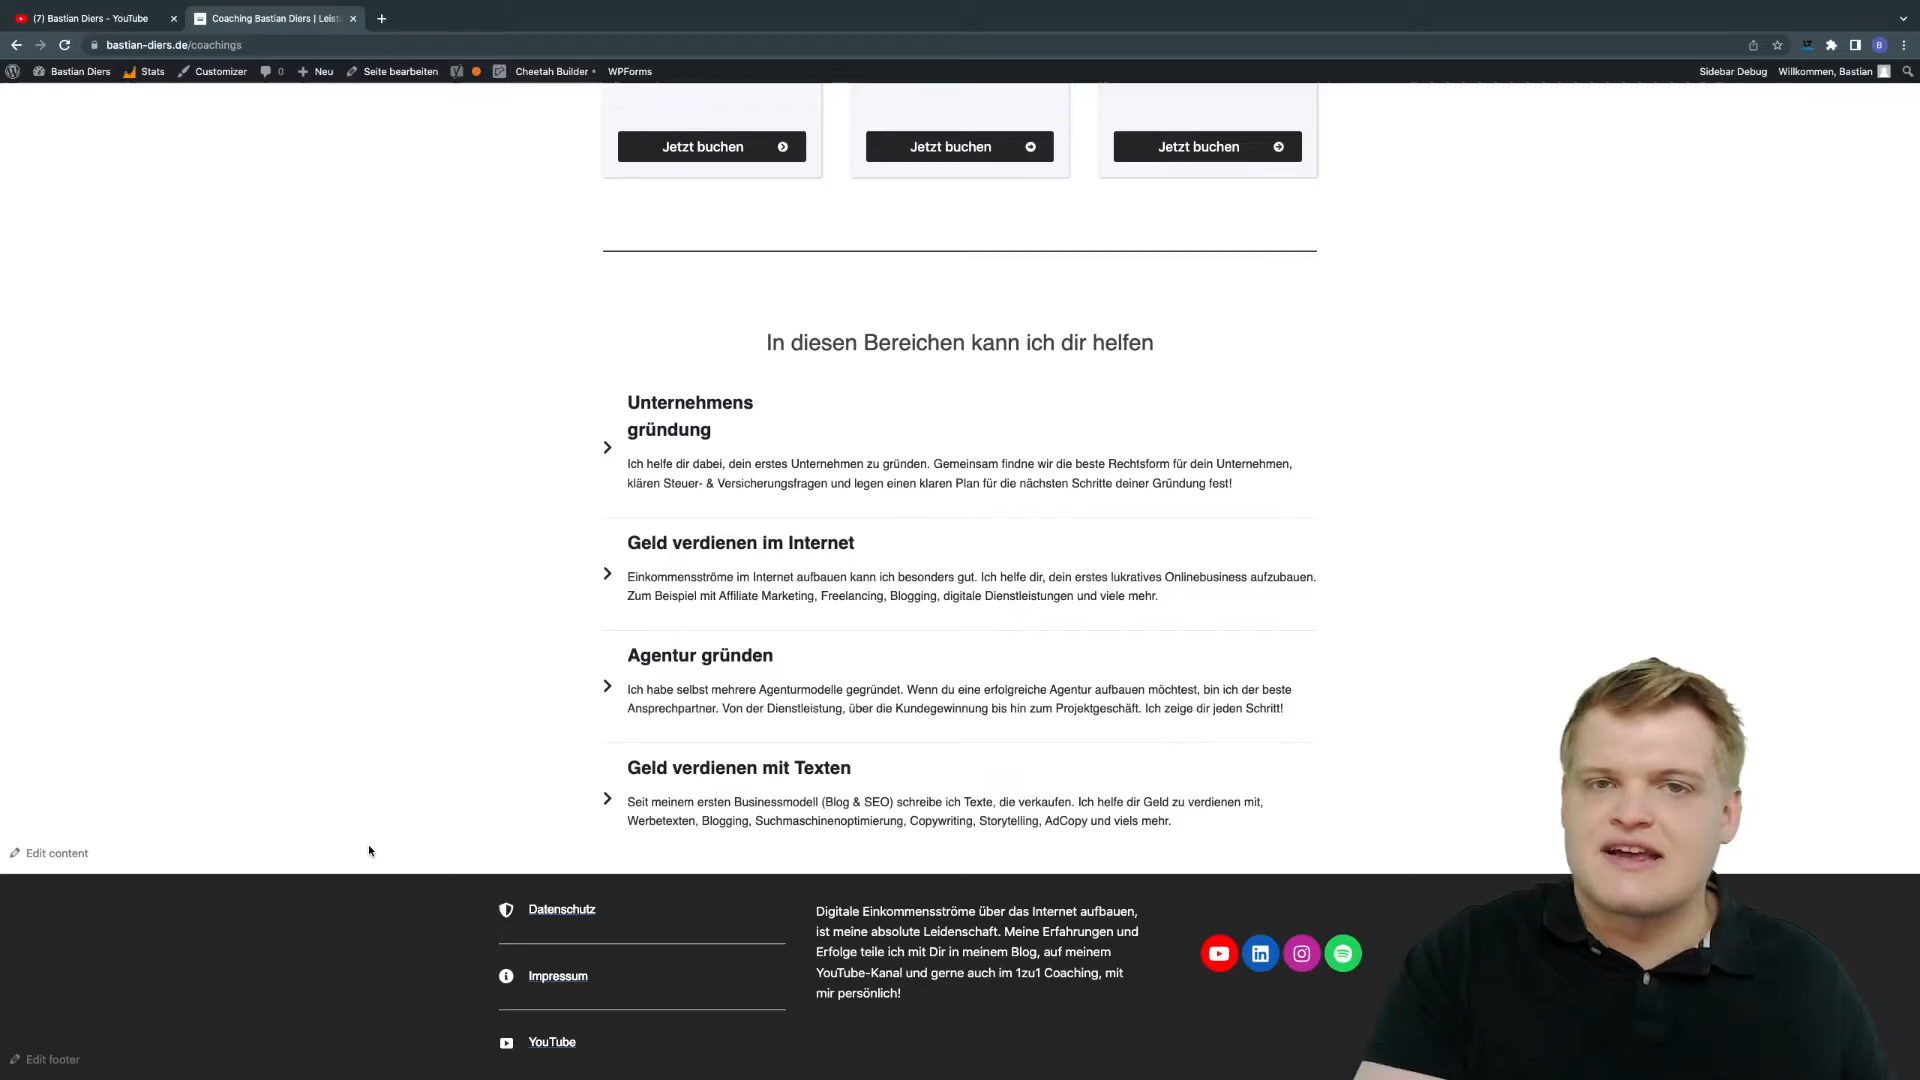 (7) Bastian Diers - YouTube
Coaching Bastian Diers | Leist
bastian-diers.de/coachings
Bastian Diers Stats Customizer 0 Neu Seite bearbeiten Cheetah Builder WPForms Sidebar Debug Willkommen, Bastian
Jetzt buchen Jetzt buchen Jetzt buchen
In diesen Bereichen kann ich dir helfen
Unternehmens
gründung
Ich helfe dir dabei, dein erstes Unternehmen zu gründen. Gemeinsam findne wir die beste Rechtsform für dein Unternehmen,
klären Steuer- & Versicherungsfragen und legen einen klaren Plan für die nächsten Schritte deiner Gründung fest!
Geld verdienen im Internet
Einkommensströme im Internet aufbauen kann ich besonders gut. Ich helfe dir, dein erstes lukratives Onlinebusiness aufzubauen.
Zum Beispiel mit Affiliate Marketing, Freelancing, Blogging, digitale Dienstleistungen und viele mehr.
Agentur gründen
Ich habe selbst mehrere Agenturmodelle gegründet. Wenn du eine erfolgreiche Agentur aufbauen möchtest, bin ich der beste
Ansprechpartner. Von der Dienstleistung, über die Kundegewinnung bis hin zum Projektgeschäft. Ich zeige dir jeden Schritt!
Geld verdienen mit Texten
Seit meinem ersten Businessmodell (Blog & SEO) schreibe ich Texte, die verkaufen. Ich helfe dir Geld zu verdienen mit,
Werbetexten, Blogging, Suchmaschinenoptimierung, Copywriting, Storytelling, AdCopy und viels mehr.
Edit content
Datenschutz
Impressum
YouTube
Digitale Einkommensströme über das Internet aufbauen,
ist meine absolute Leidenschaft. Meine Erfahrungen und
Erfolge teile ich mit Dir in meinem Blog, auf meinem
YouTube-Kanal und gerne auch im 1zu1 Coaching, mit
mir persönlich!
Edit footer